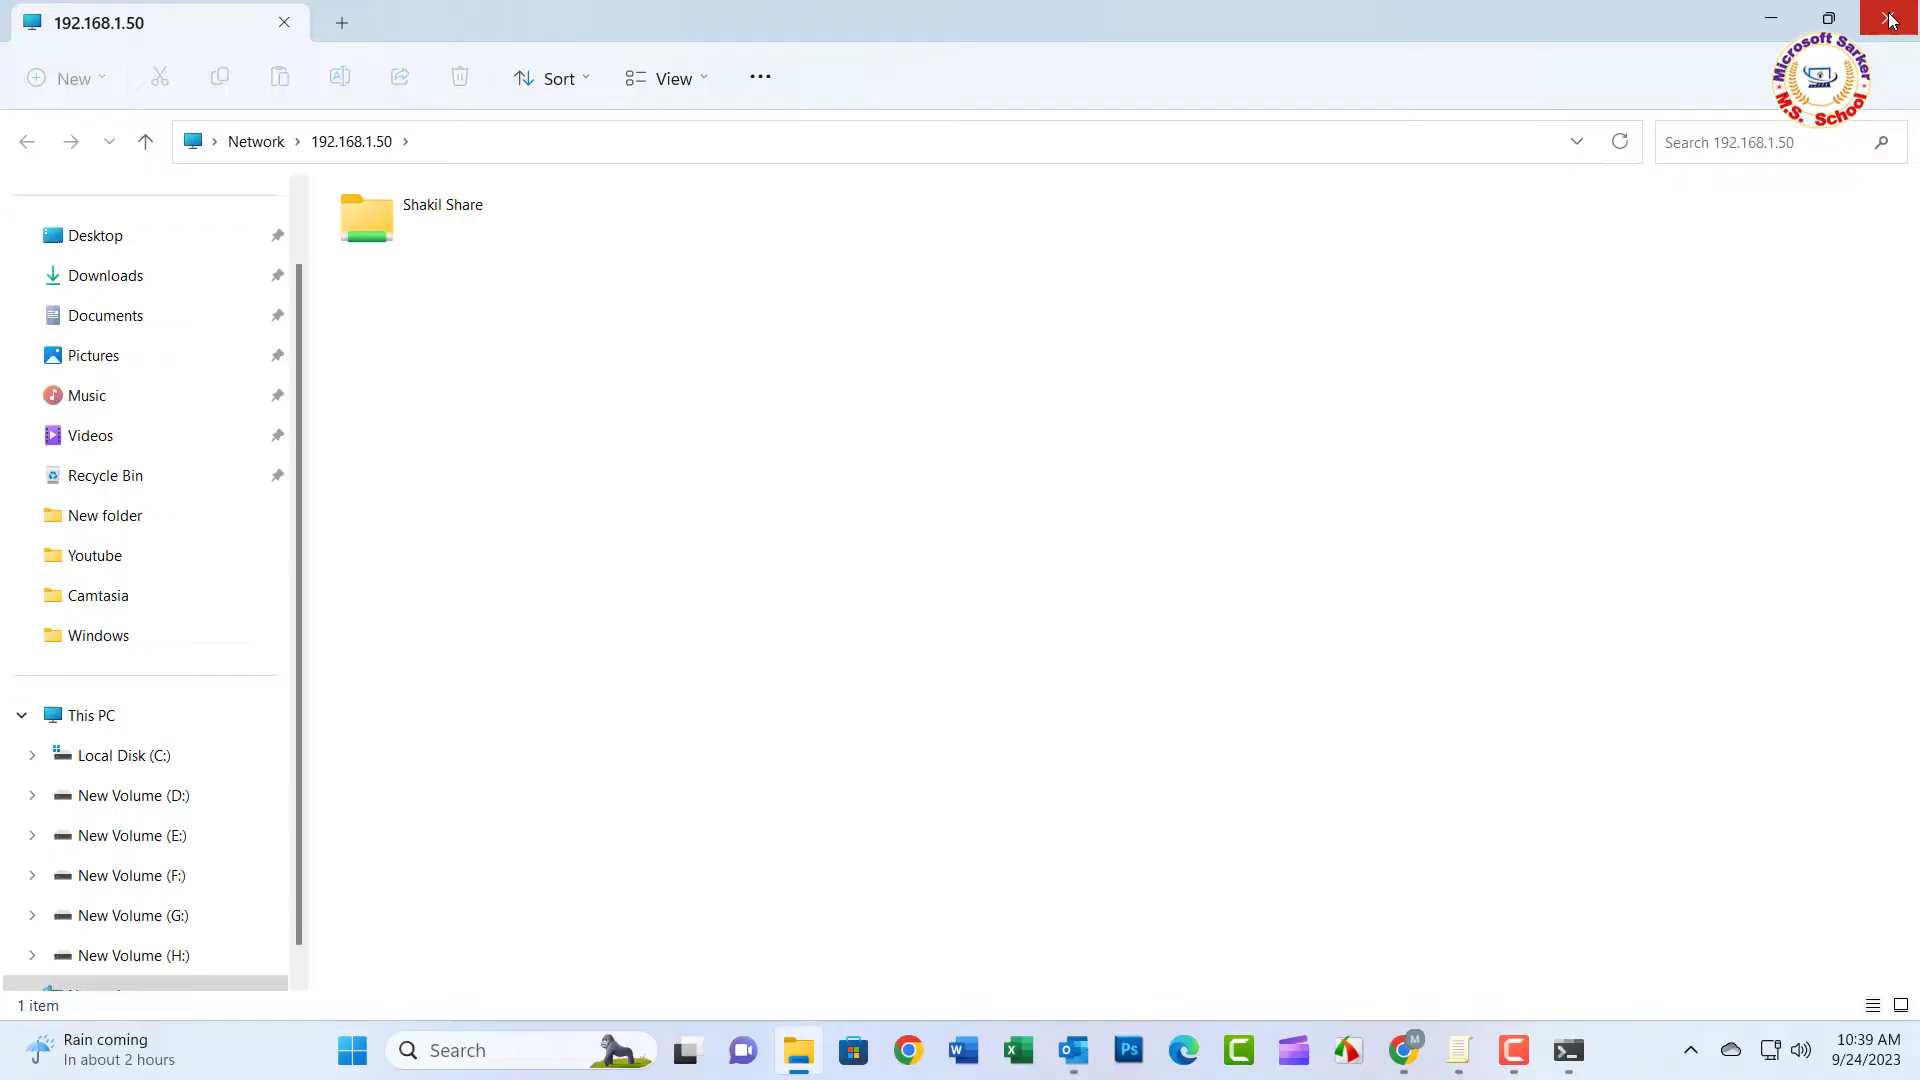 192.168.1.50
New
Sort
View
Microsoft Sarker
M.S. School
Network
192.168.1.50
Search 192.168.1.50
Shakil Share
Desktop
Downloads
Documents
Pictures
Music
Videos
Recycle Bin
New folder
Youtube
Camtasia
Windows
This PC
Local Disk (C:)
New Volume (D:)
New Volume (E:)
New Volume (F:)
New Volume (G:)
New Volume (H:)
1 item
Rain coming
In about 2 hours
Search
Ps
M
10:39 AM
9/24/2023